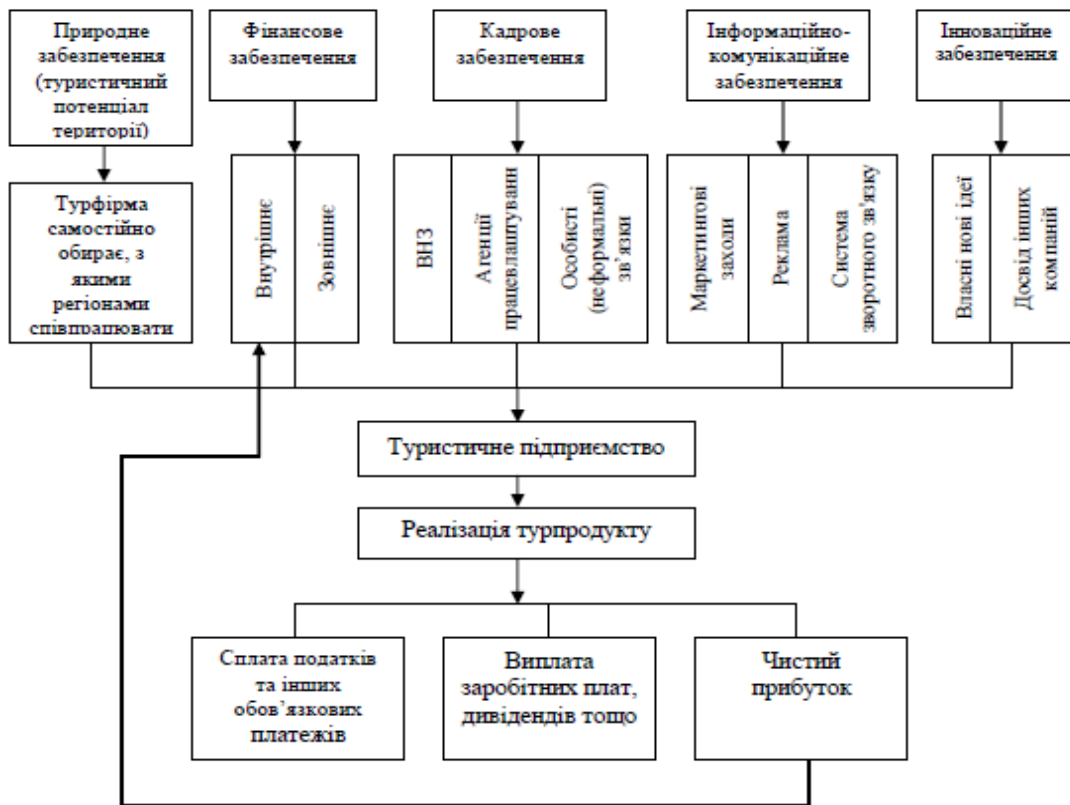 Природне
забезпечення
(туристичний
потенціал
території)
Фінансове
забезпечення
Кадрове
забезпечення
Інформаційно-
комунікаційне
забезпечення
Інноваційне
забезпечення
Турфірма
самостійно
обирає, з
якими
регіонами
співпрацювати
Внутрішнє
Зовнішнє
ВНЗ
Агенції
працевлаштуванн
Особисті
(неформальні)
зв’язки
Маркетингові
заходи
Реклама
Система
зворотного зв'язку
Власні нові ідеї
Досвід інших
компаній
Туристичне підприємство
Реалізація турпродукту
Сплата податків
та інших
обов’язкових
платежів
Виплата
заробітних плат,
дивідендів тощо
Чистий
прибуток